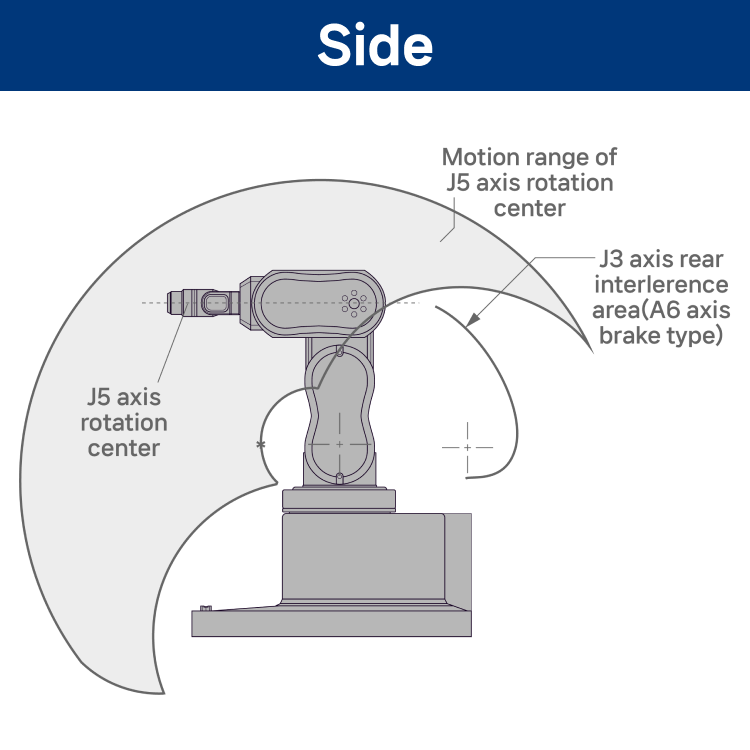 Side
Motion range of
J5 axis rotation
center
J3 axis rear
interlerence
area(A6 axis
brake type)
J5 axis
rotation
center